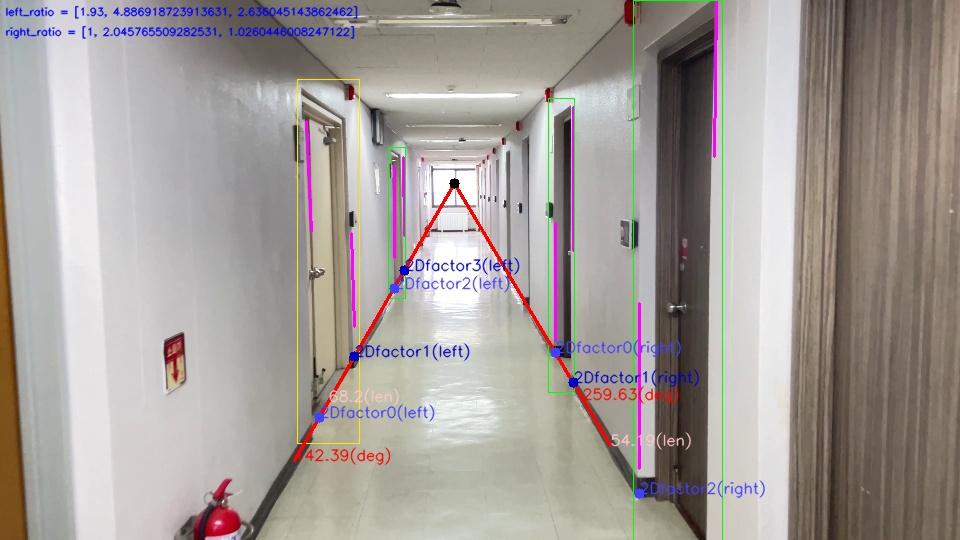 left_ratio = [1.93, 4.886918723913631, 2.636045143862462]
right_ratio = [1, 2.045765509282531, 1.0260446008247122]
2Dfactor3(left)
2Dfactor2(left)
2Dfactor1(left)
2Dfactor0(right)
2Dfactor1(right)
68.2(len)
259.63(deg)
2Dfactor0(left)
54.19(len)
42.39(deg)
2Dfactor2(right)